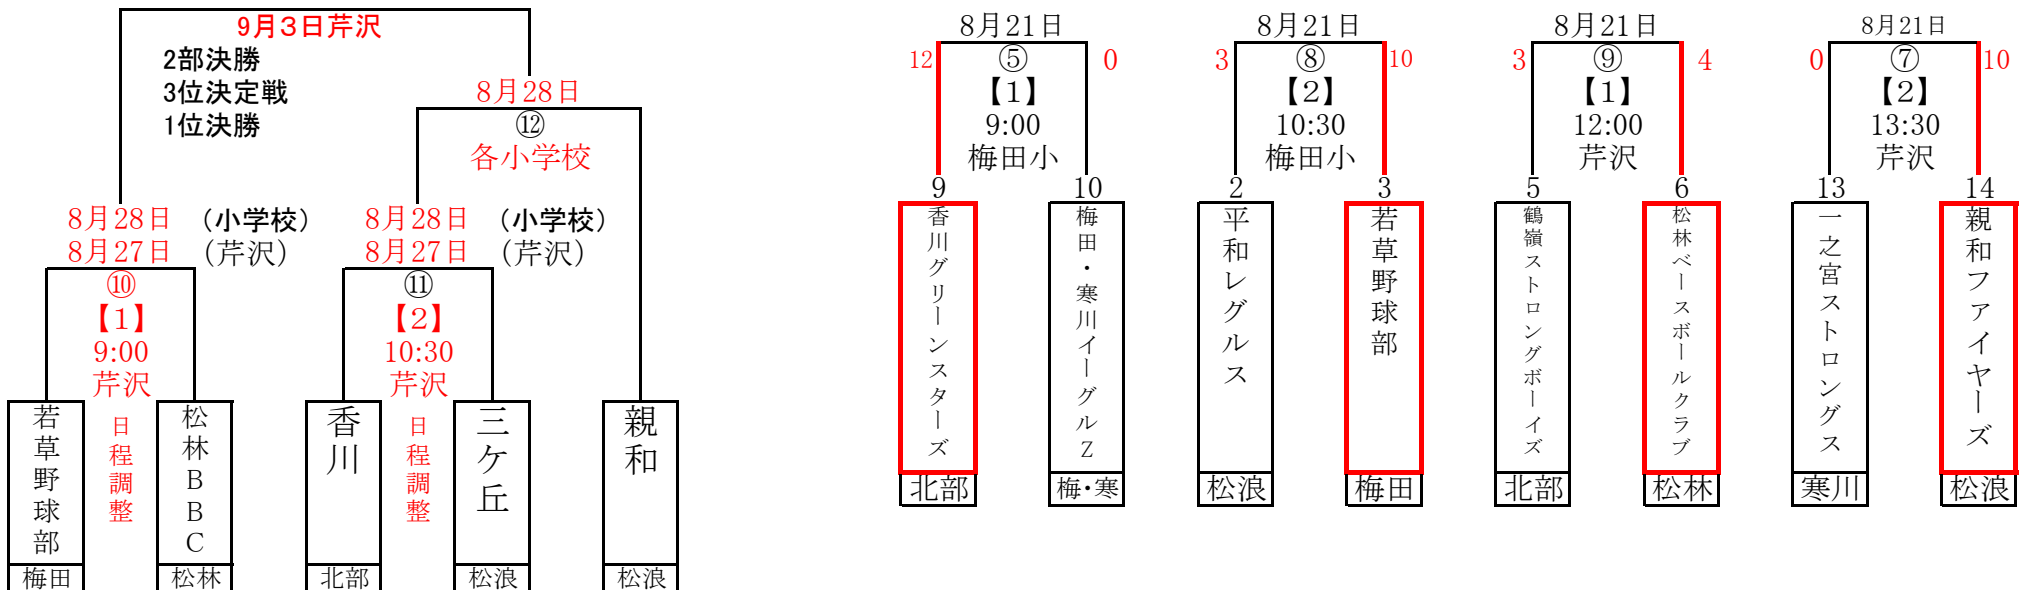 9月3日芹沢
2部決勝
3位決定戦
1位決勝
8月28日
⑫
各小学校
8月28日 (小学校)
8月27日 (芹沢)
⑩
【1】
9:00
芹沢
8月28日 (小学校)
8月27日 (芹沢)
⑪
【2】
10:30
芹沢
若草野球部
日程調整
松林BBC
香川
日程調整
三ケ丘
親和
梅田
松林
北部
松浪
松浪
8月21日
12
⑤
0
【1】
9:00
梅田小
9
10
香川グリーンスターズ
梅田・寒川イーグルZ
北部
梅・寒
8月21日
3
⑧
10
【2】
10:30
梅田小
2
3
平和レグルス
若草野球部
松浪
梅田
8月21日
3
⑨
4
【1】
12:00
芹沢
5
6
鶴嶺ストロングボーイズ
松林ベースボールクラブ
北部
松林
8月21日
0
⑦
10
【2】
13:30
芹沢
13
14
一之宮ストロングス
親和ファイヤーズ
寒川
松浪